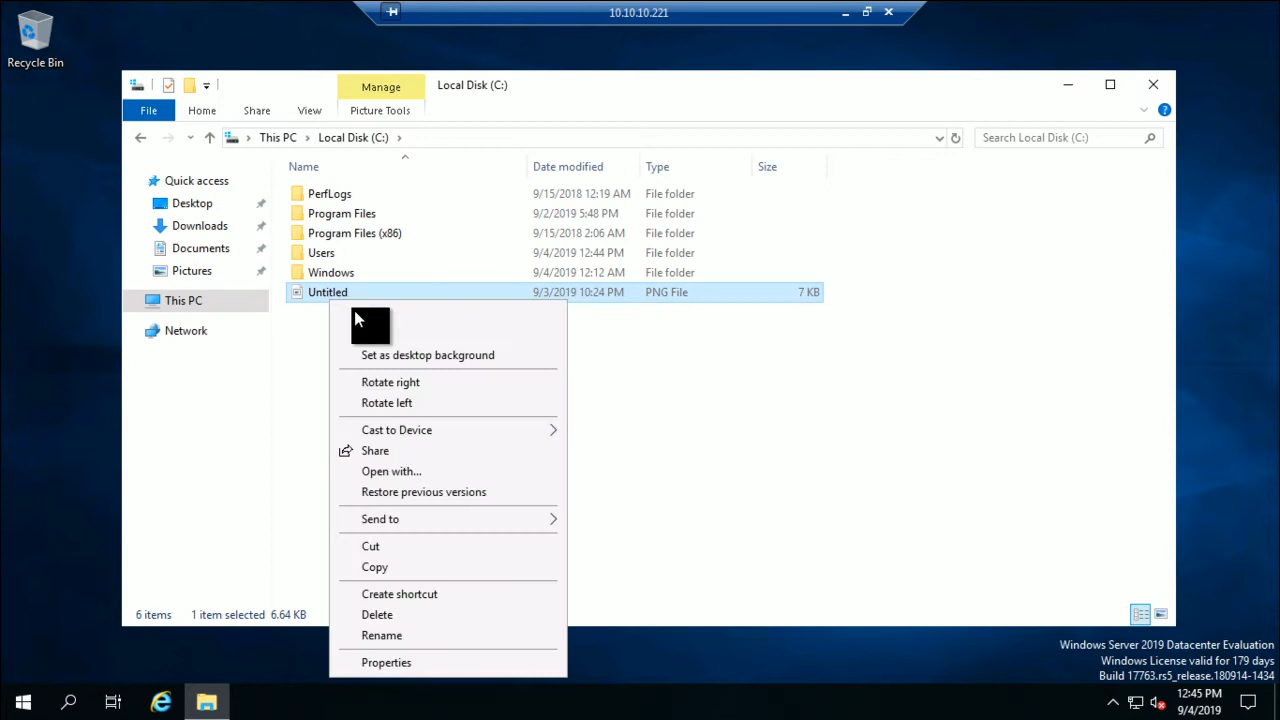 10.10.10.221
Recycle Bin
Manage
Local Disk (C:)
File
Home
Share
View
Picture Tools
This PC
Local Disk (C:)
Search Local Disk (C:)
Name
Date modified
Type
Size
Quick access
Desktop
Downloads
Documents
Pictures
This PC
Network
PerfLogs 9/15/2018 12:19 AM File folder
Program Files 9/2/2019 5:48 PM File folder
Program Files (x86) 9/15/2018 2:06 AM File folder
Users 9/4/2019 12:44 PM File folder
Windows 9/4/2019 12:12 AM File folder
Untitled 9/3/2019 10:24 PM PNG File 7 KB
Set as desktop background
Rotate right
Rotate left
Cast to Device
Share
Open with...
Restore previous versions
Send to
Cut
Copy
Create shortcut
Delete
Rename
Properties
6 items 1 item selected 6.64 KB
Windows Server 2019 Datacenter Evaluation
Windows License valid for 179 days
Build 17763.rs5_release.180914-1434
12:45 PM
9/4/2019